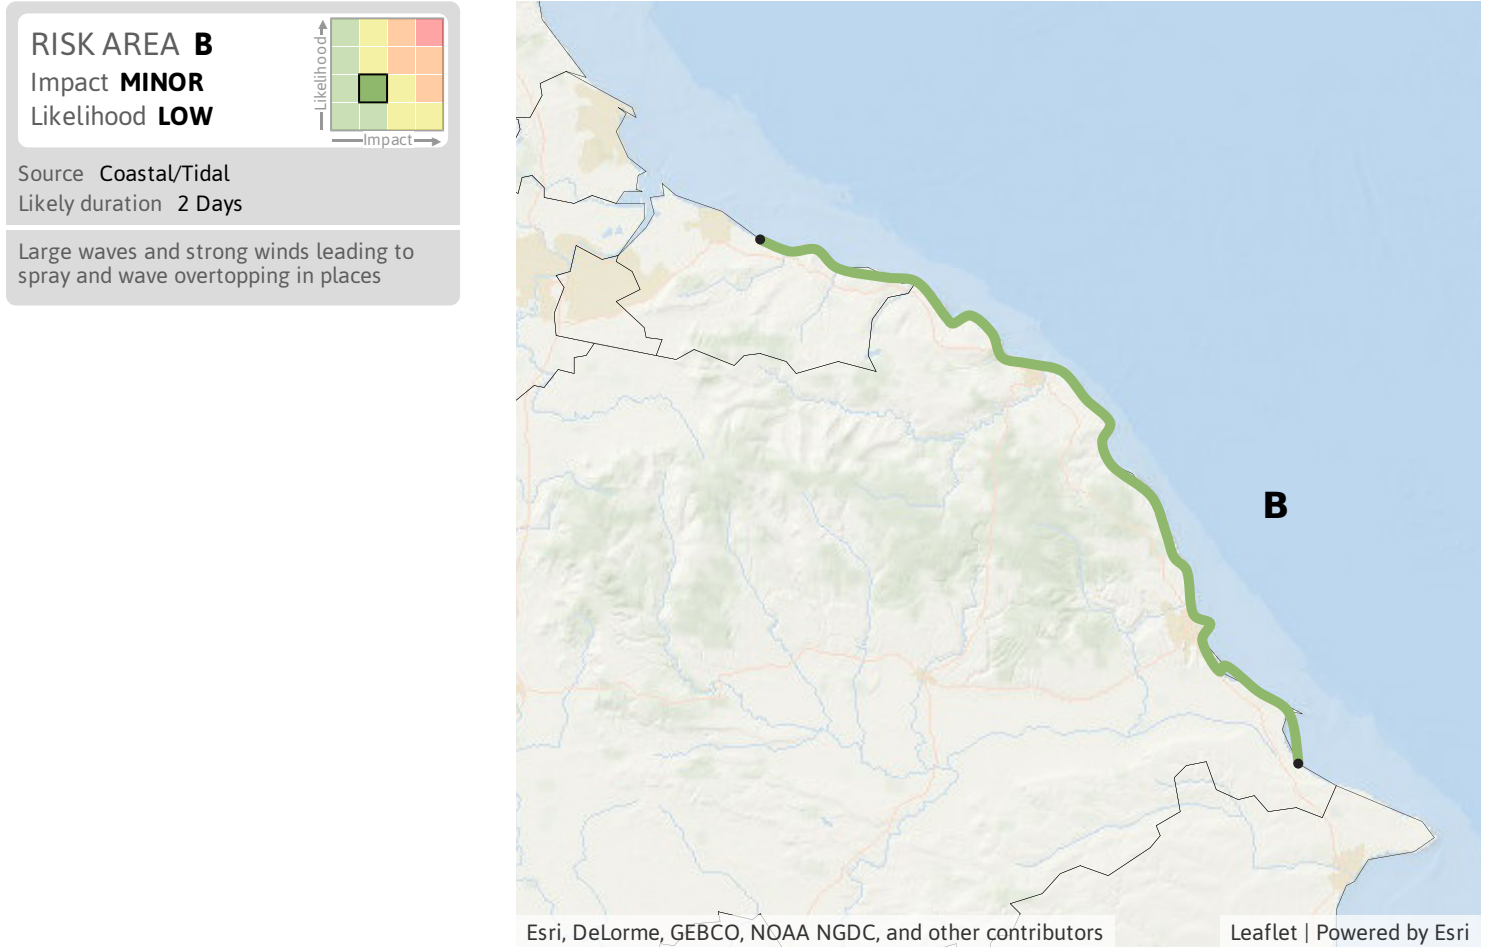 RISK AREA B
Impact MINOR
Likelihood LOW
Likelihood
Impact
Source Coastal/Tidal
Likely duration 2 Days
Large waves and strong winds leading to
spray and wave overtopping in places
B
Esri, DeLorme, GEBCO, NOAA NGDC, and other contributors
Leaflet | Powered by Esri